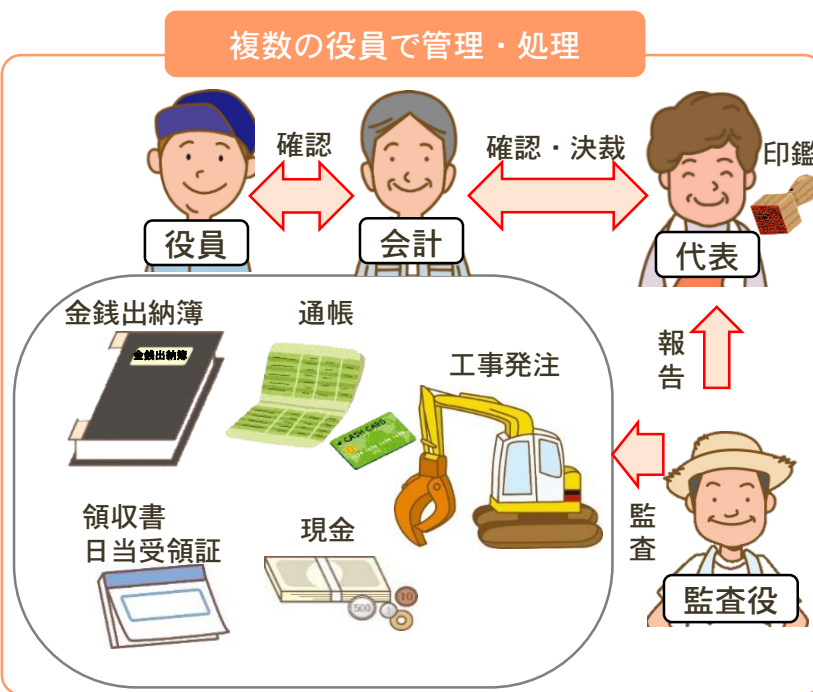 複数の役員で管理・処理
確認
確認・決裁
印鑑
役員
会計
代表
金銭出納簿
通帳
報告
工事発注
金銭出納簿
CASH CARD
領収書
日当受領証
現金
監査
監査役
500
1
10